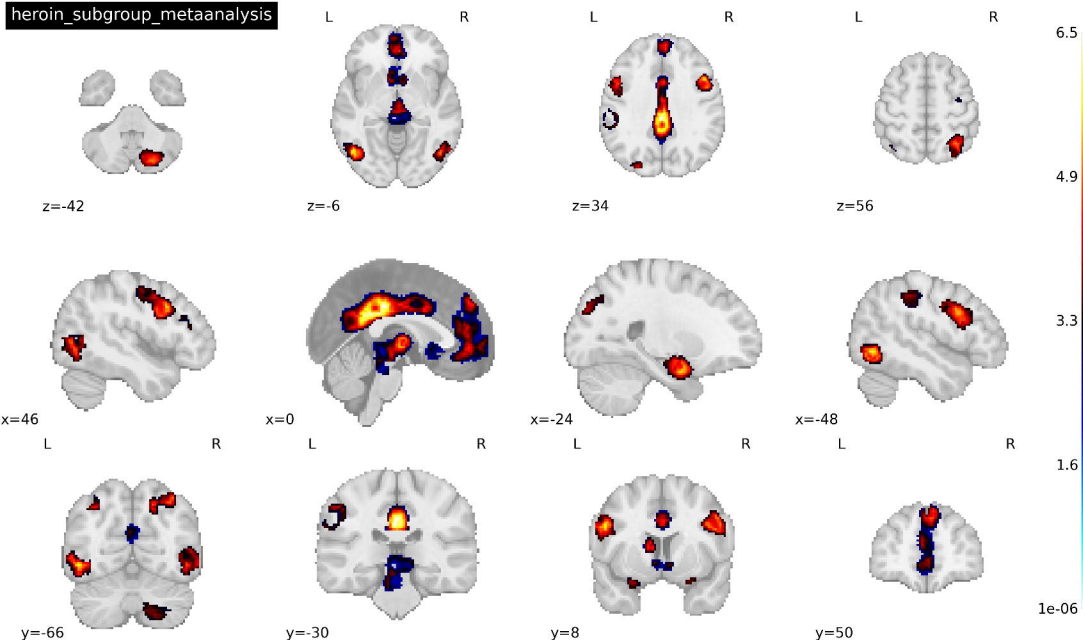 heroin_subgroup_metaanalysis
L R L R
6.5
z=-42 z=-6 z=34 z=56
4.9
3.3
x=46 x=0 x=-24 x=-48
L R L R L R L R
1.6
1e-06
y=-66 y=-30 y=8 y=50